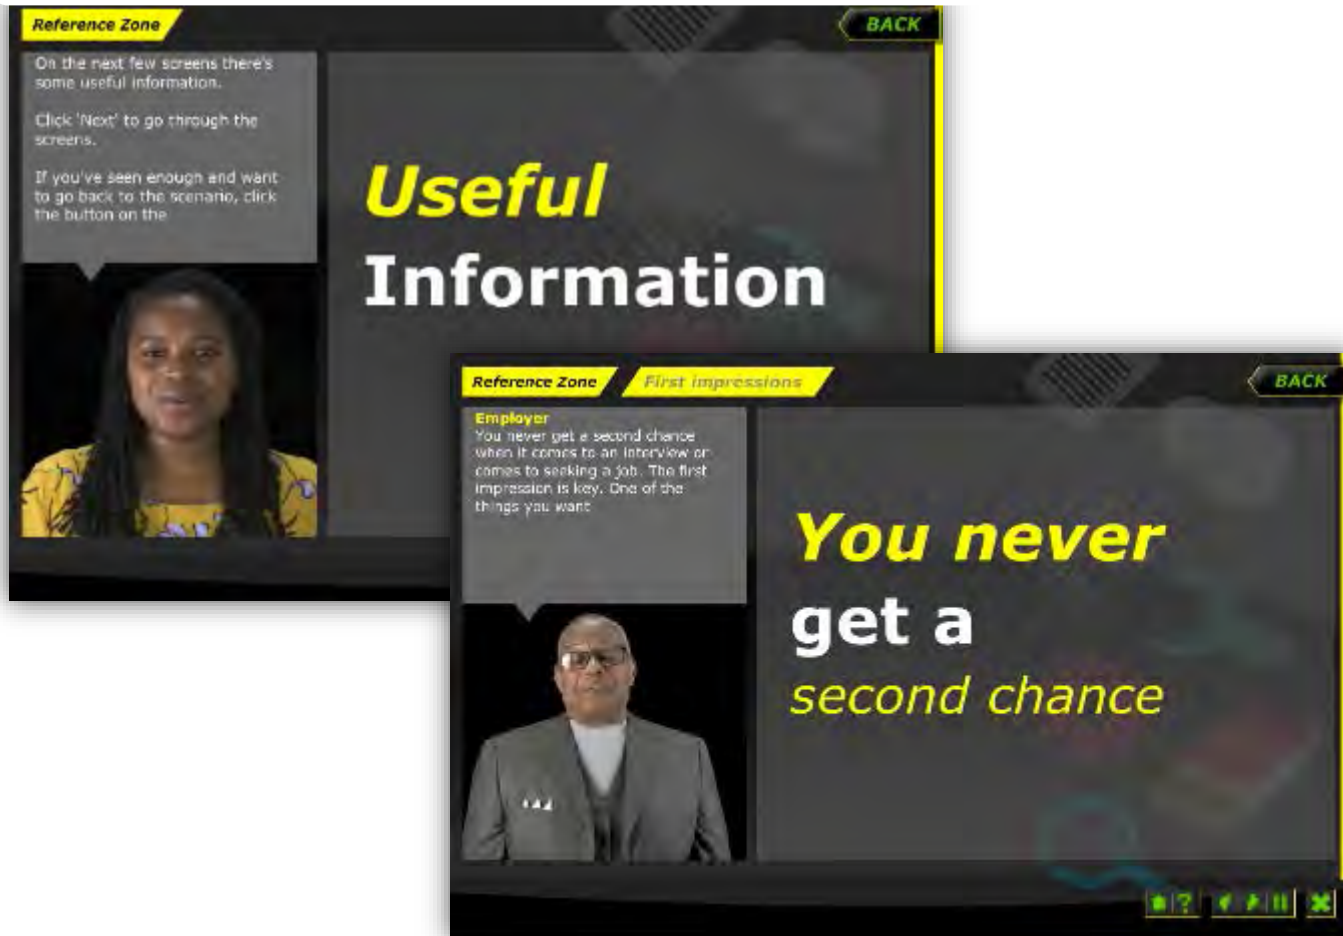 Reference Zone
BACK
On the next few screens there's
some useful information.
Click 'Next' to go through the
screens.
If you've seen enough and want
to go back to the scenario, click
the button on the
Useful
Information
Reference Zone
First impressions
BACK
Employer
You never get a second chance
when it comes to an interview or
comes to seeking a job. The first
impression is key. One of the
things you want
You never
get a
second chance
?